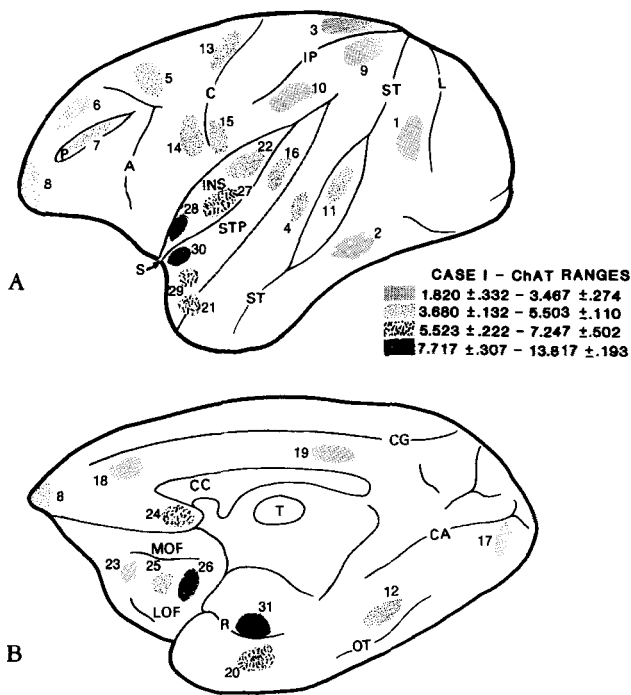 3
13
IP
5
9
ST
C
L
6
10
1
P
7
15
14
A
22
16
8
INS
27
28
11
STP
4
2
30
S
A
29
ST
21
CASE I - ChAT RANGES
1.820 ±.332 - 3.467 ±.274
3.680 ±.132 - 5.503 ±.110
5.523 ±.222 - 7.247 ±.502
7.717 ±.307 - 13.817 ±.193
CG
19
18
8
CC
24
T
CA
17
MOF
23
25
26
12
31
LOF
R
OT
B
20